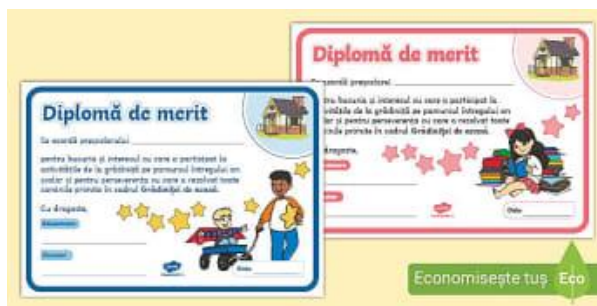 Diplomă de merit
Se acordă preșcolarului
pentru bucuria și interesul cu care a participat la
activitățile de la grădiniță pe parcursul întregului an
școlar și pentru perseverența cu care a rezolvat toate
sarcinile primite în cadrul Grădiniței de acasă.
Cu dragoste,
Data:
Diplomă de merit
Se acordă preșcolarei
pentru bucuria și interesul cu care a participat la
activitățile de la grădiniță pe parcursul întregului an
școlar și pentru perseverența cu care a rezolvat toate
sarcinile primite în cadrul Grădiniței de acasă.
dragoste,
Data:
Economisește tuș Eco